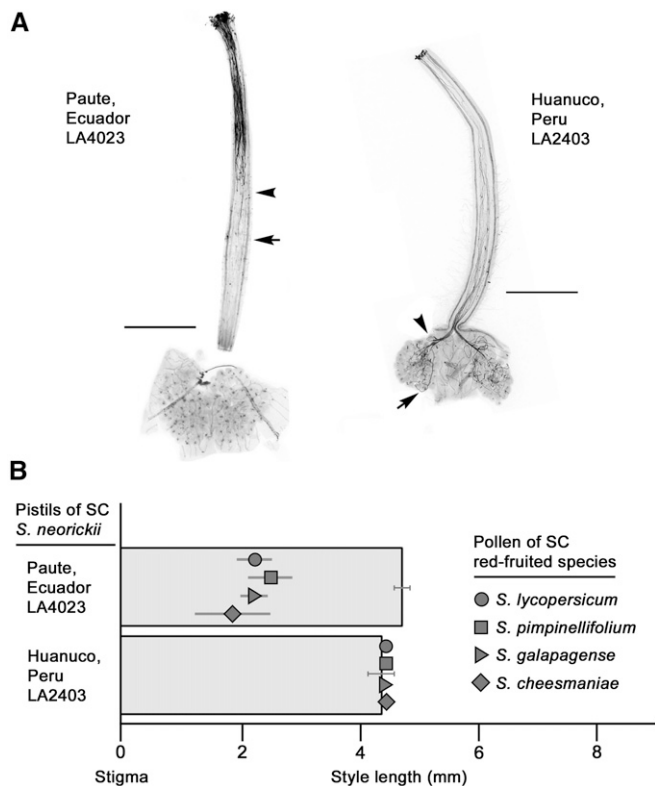 A
Paute,
Ecuador
LA4023
Huanuco,
Peru
LA2403
B
Pistils of SC
S. neorickii
Paute,
Ecuador
LA4023
Huanuco,
Peru
LA2403
Pollen of SC
red-fruited species
S. lycopersicum
S. pimpinellifolium
S. galapagense
S. cheesmaniae
0 2 4 6 8
Stigma Style length (mm)